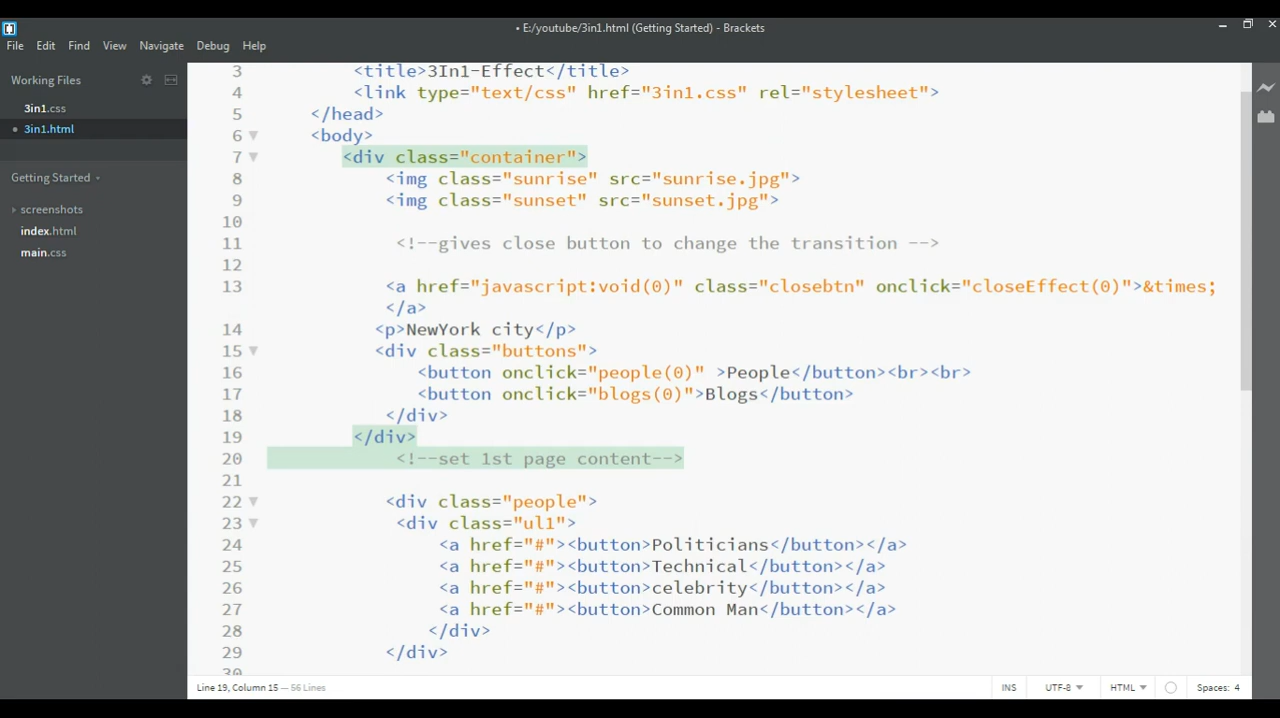 • E:/youtube/3in1.html (Getting Started) - Brackets
File Edit Find View Navigate Debug Help
Working Files
3in1.css
• 3in1.html
Getting Started
screenshots
index.html
main.css
3 <title>3In1-Effect</title>
4 <link type="text/css" href="3in1.css" rel="stylesheet">
5 </head>
6 <body>
7 <div class="container">
8 <img class="sunrise" src="sunrise.jpg">
9 <img class="sunset" src="sunset.jpg">
10
11 <!--gives close button to change the transition -->
12
13 <a href="javascript:void(0)" class="closebtn" onclick="closeEffect(0)">&times;
</a>
14 <p>NewYork city</p>
15 <div class="buttons">
16 <button onclick="people(0)" >People</button><br><br>
17 <button onclick="blogs(0)">Blogs</button>
18 </div>
19 </div>
20 <!--set 1st page content-->
21
22 <div class="people">
23 <div class="ul1">
24 <a href="#"><button>Politicians</button></a>
25 <a href="#"><button>Technical</button></a>
26 <a href="#"><button>celebrity</button></a>
27 <a href="#"><button>Common Man</button></a>
28 </div>
29 </div>
30
Line 19, Column 15 — 56 Lines INS UTF-8 HTML Spaces: 4